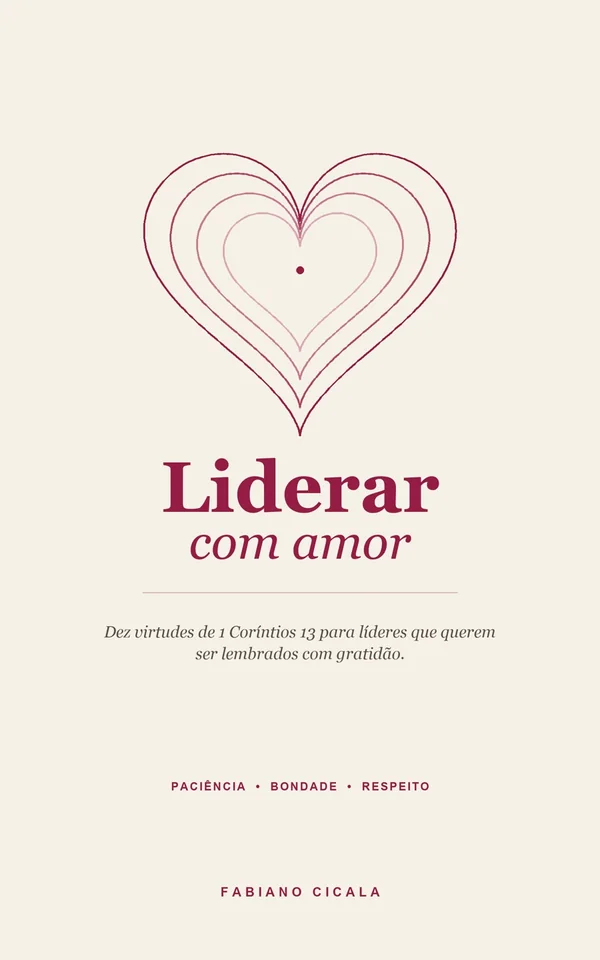 Liderar
com amor
Dez virtudes de 1 Coríntios 13 para líderes que querem
ser lembrados com gratidão.
PACIÊNCIA • BONDADE • RESPEITO
FABIANO CICALA